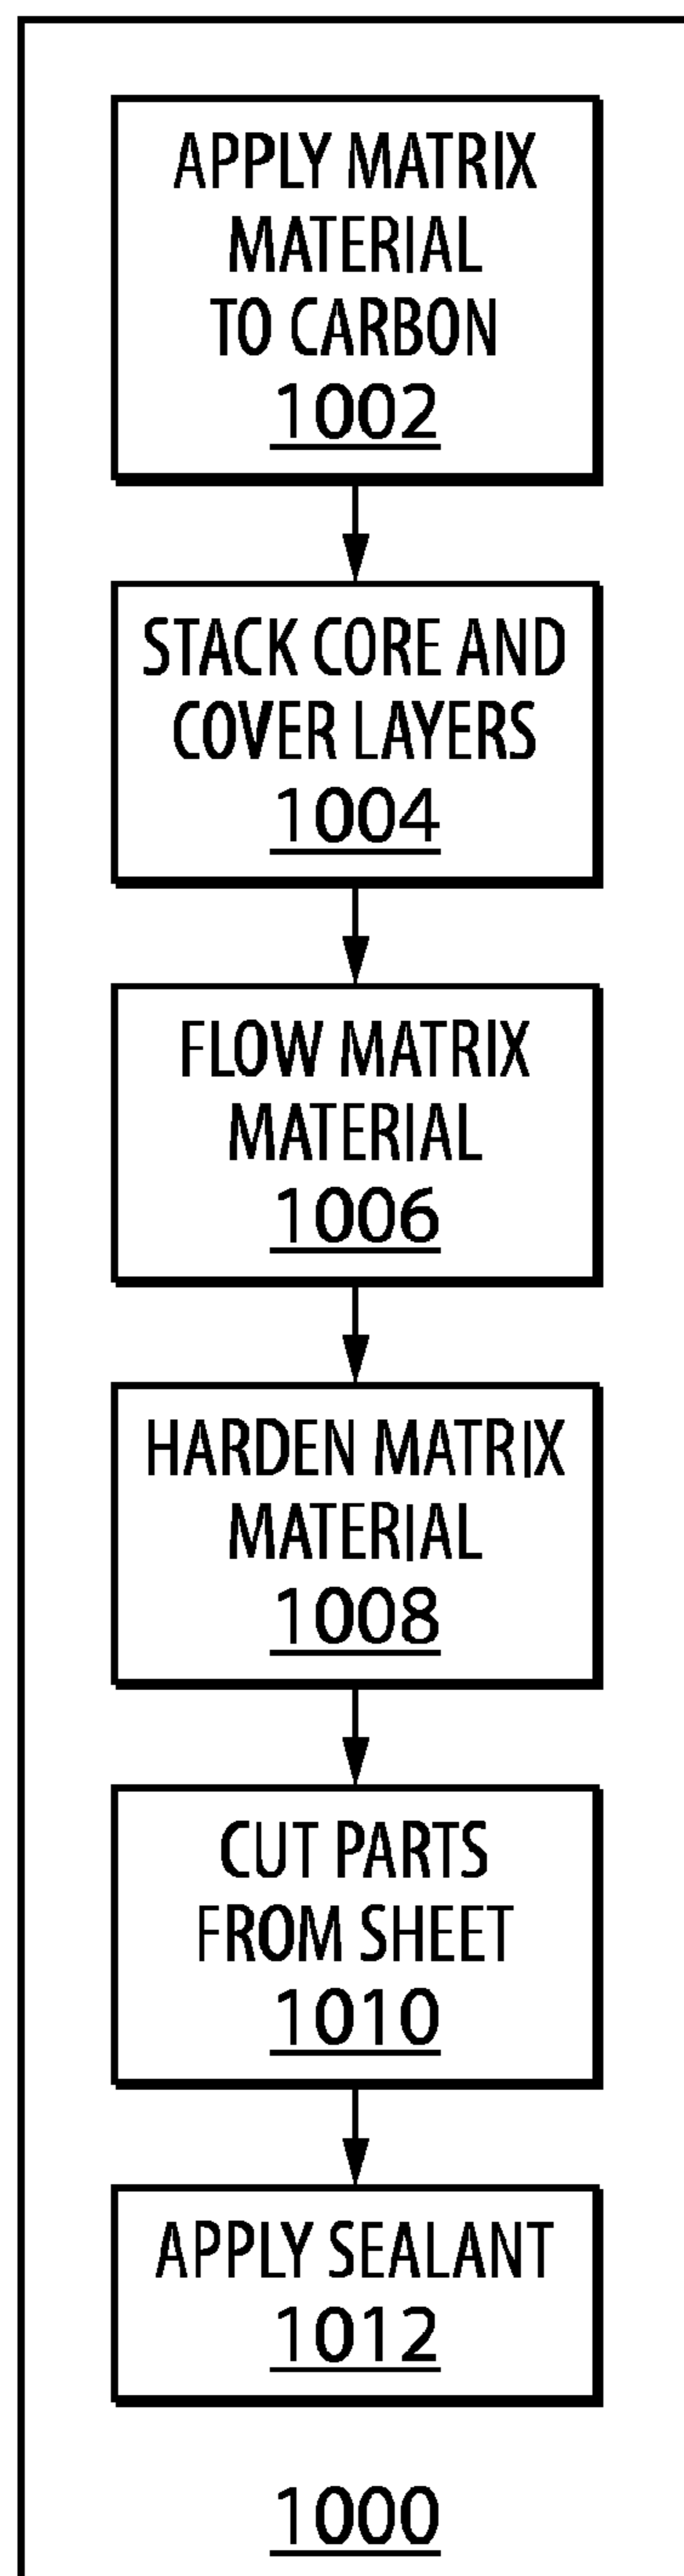 APPLY MATRIX
MATERIAL
TO CARBON
1002
STACK CORE AND
COVER LAYERS
1004
FLOW MATRIX
MATERIAL
1006
HARDEN MATRIX
MATERIAL
1008
CUT PARTS
FROM SHEET
1010
APPLY SEALANT
1012
1000